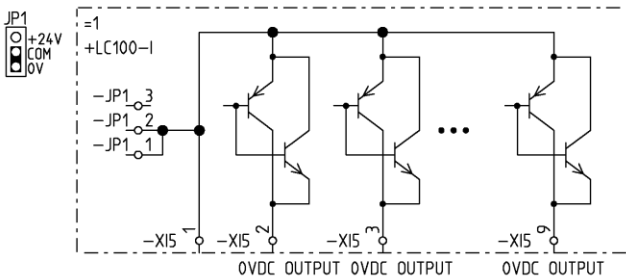 JP1
+24V
COM
0V
=1
+LC100-I
-JP1 3
-JP1 2
-JP1 1
-XI5 1
-XI5 2
-XI5 3
-XI5 9
0VDC OUTPUT 0VDC OUTPUT 0VDC OUTPUT